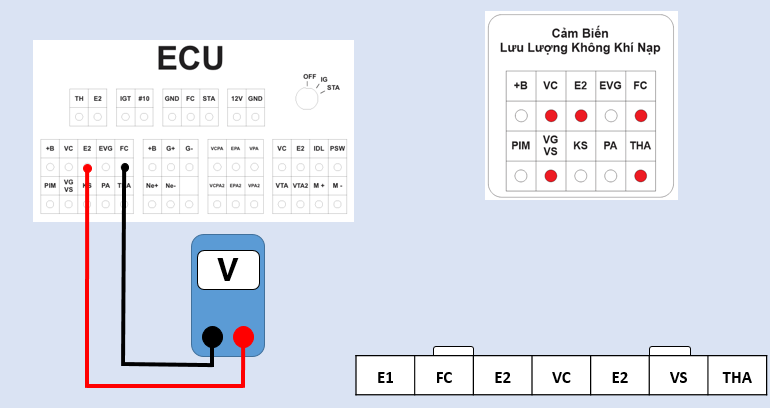 ECU
OFF
IG
STA
TH E2 IGT #10 GND FC STA 12V GND
+B VC E2 EVG FC +B G+ G- VCPA EPA VPA VC E2 IDL PSW
PIM VG VS KS PA THA Ne+ Ne- VCPA2 EPA2 VPA2 VTA VTA2 M + M -
V
Cảm Biến
Lưu Lượng Không Khí Nạp
+B VC E2 EVG FC
PIM VG KS PA THA
VS
E1 FC E2 VC E2 VS THA